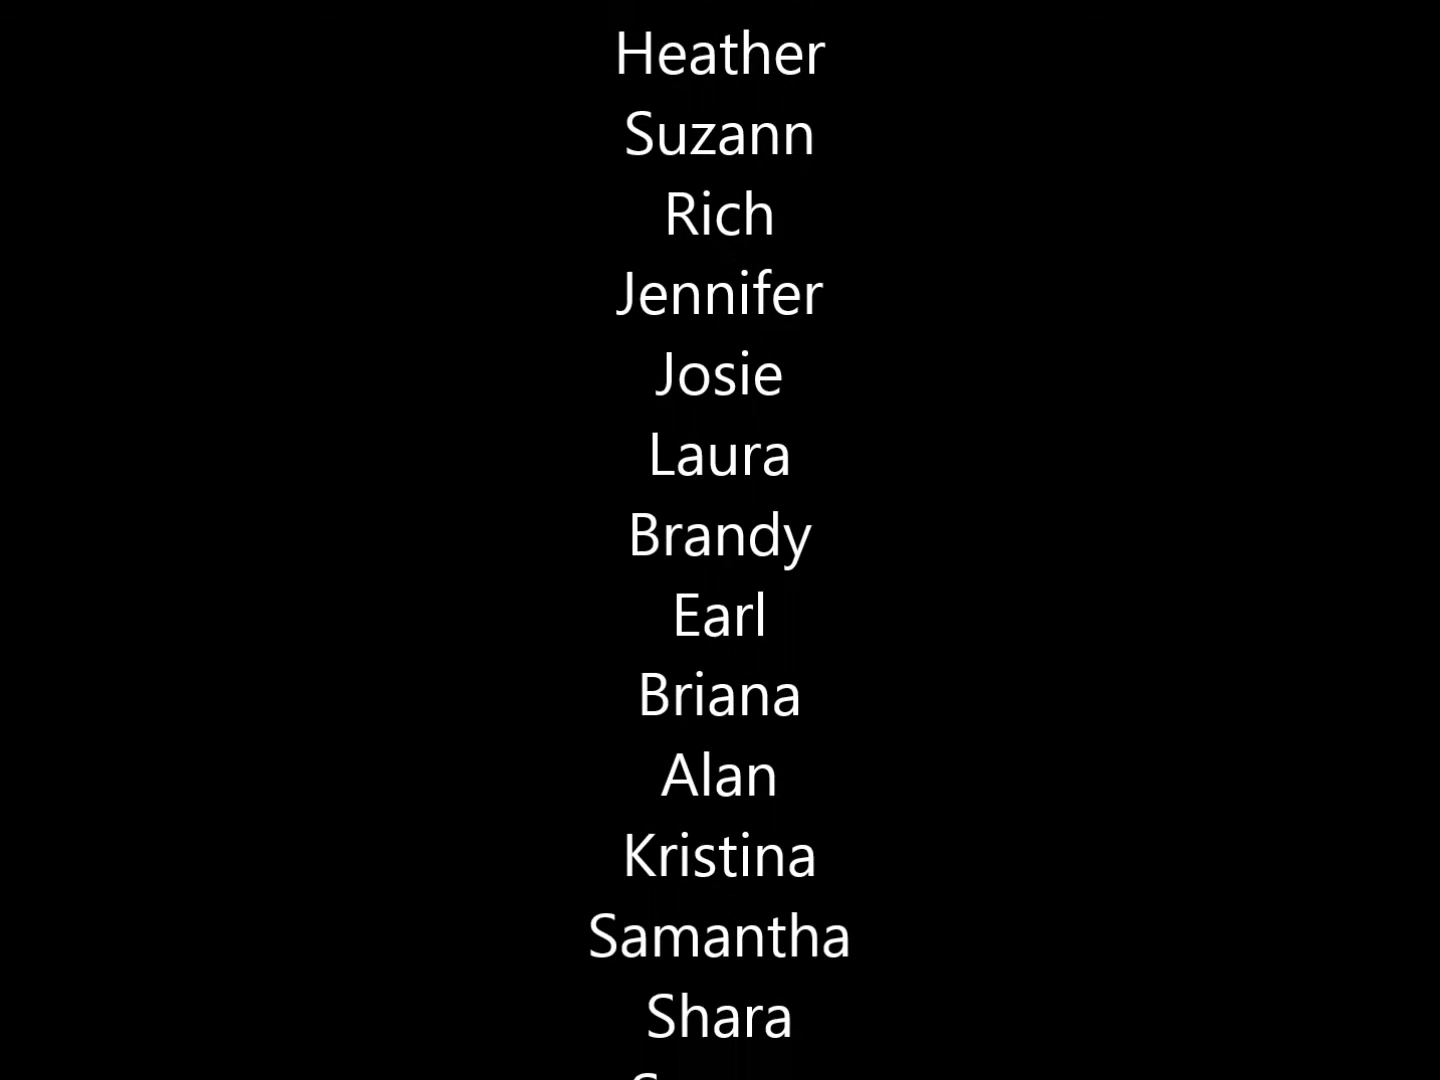 Heather
Suzann
Rich
Jennifer
Josie
Laura
Brandy
Earl
Briana
Alan
Kristina
Samantha
Shara